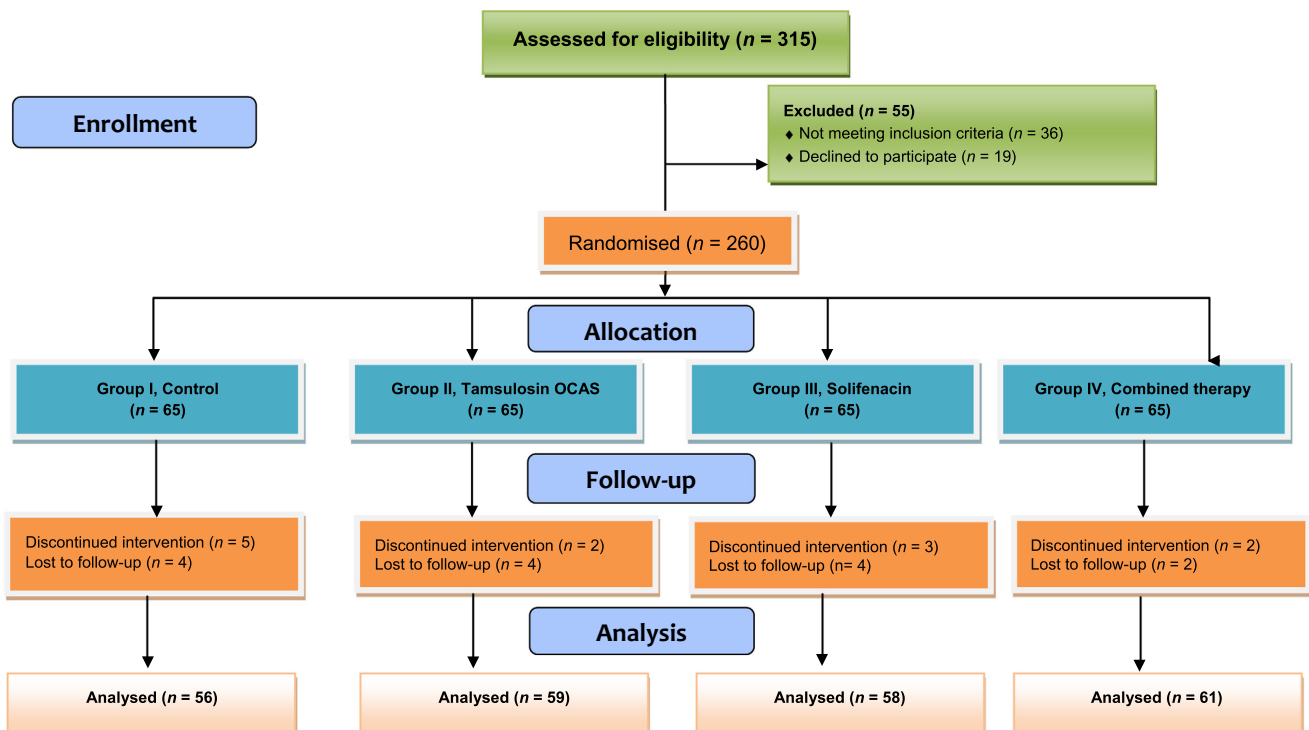 Assessed for eligibility (n = 315)
Enrollment
Excluded (n = 55)
♦ Not meeting inclusion criteria (n = 36)
♦ Declined to participate (n = 19)
Randomised (n = 260)
Allocation
Group I, Control
(n = 65)
Group II, Tamsulosin OCAS
(n = 65)
Group III, Solifenacin
(n = 65)
Group IV, Combined therapy
(n = 65)
Follow-up
Discontinued intervention (n = 5)
Lost to follow-up (n = 4)
Discontinued intervention (n = 2)
Lost to follow-up (n = 4)
Discontinued intervention (n = 3)
Lost to follow-up (n= 4)
Discontinued intervention (n = 2)
Lost to follow-up (n = 2)
Analysis
Analysed (n = 56)
Analysed (n = 59)
Analysed (n = 58)
Analysed (n = 61)